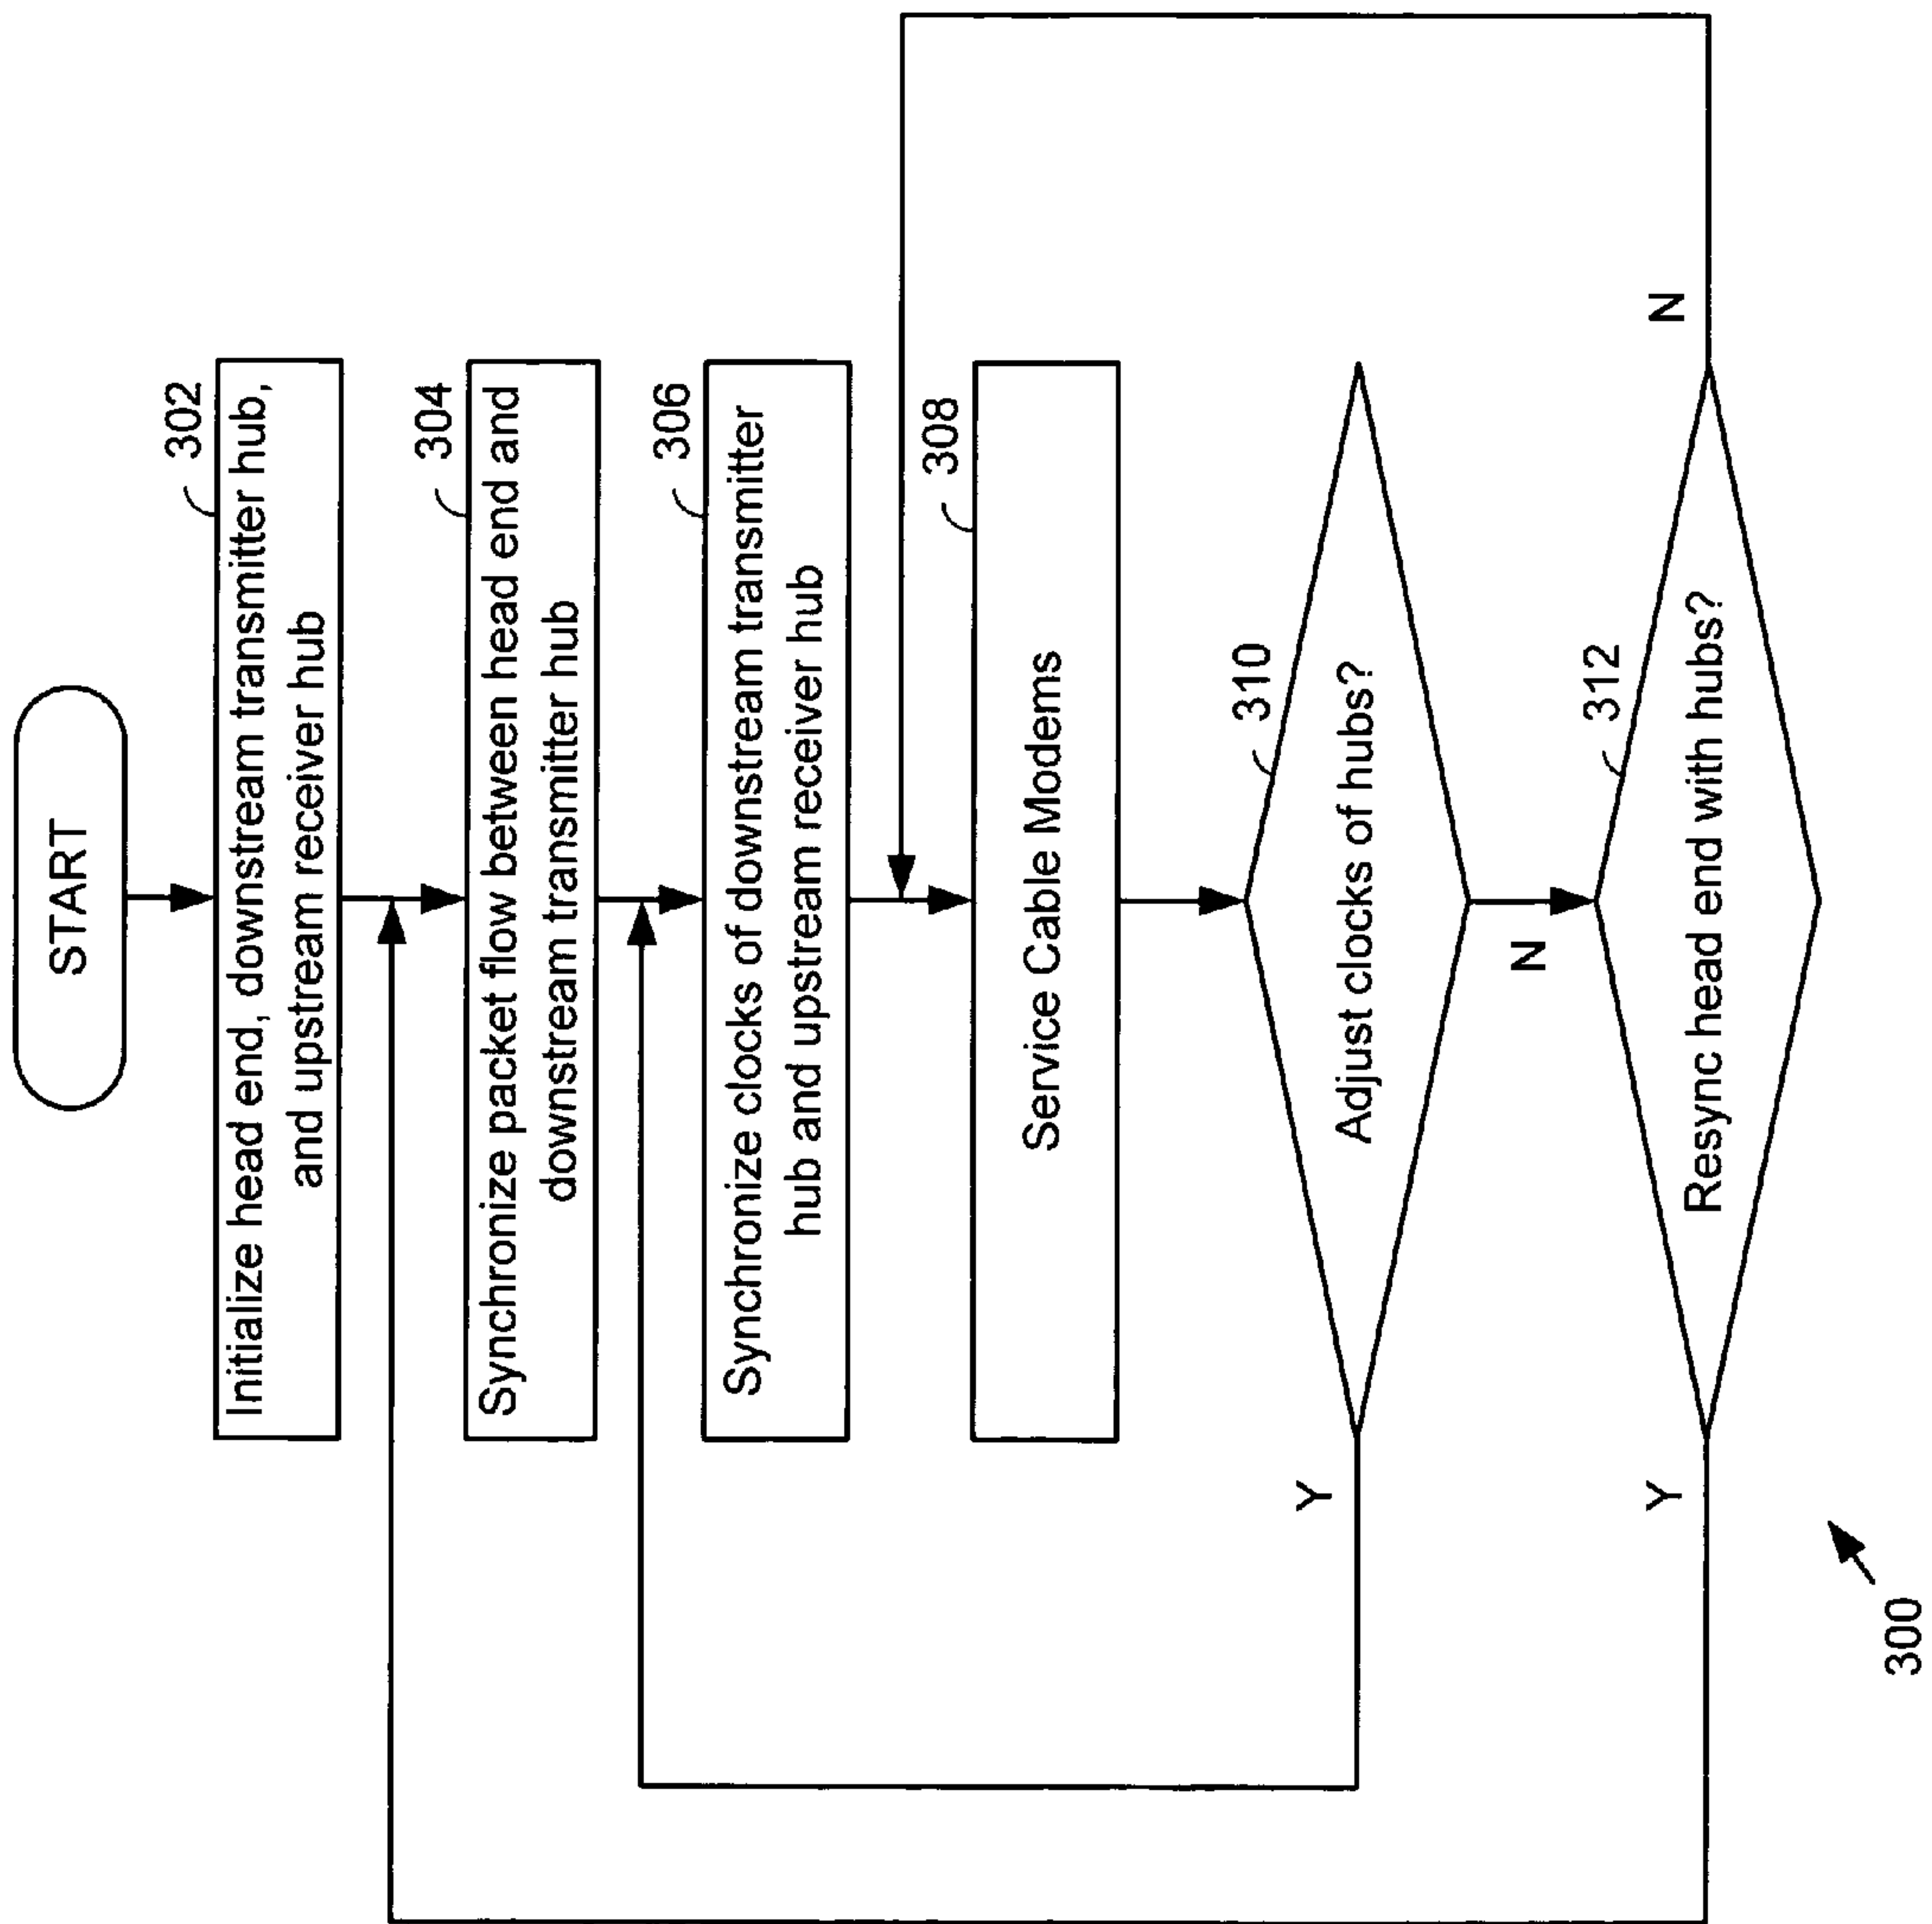 START
302
Initialize head end, downstream transmitter hub,
and upstream receiver hub
304
Synchronize packet flow between head end and
downstream transmitter hub
306
Synchronize clocks of downstream transmitter
hub and upstream receiver hub
308
Service Cable Modems
310
Adjust clocks of hubs?
Y
N
312
Resync head end with hubs?
Y
N
300